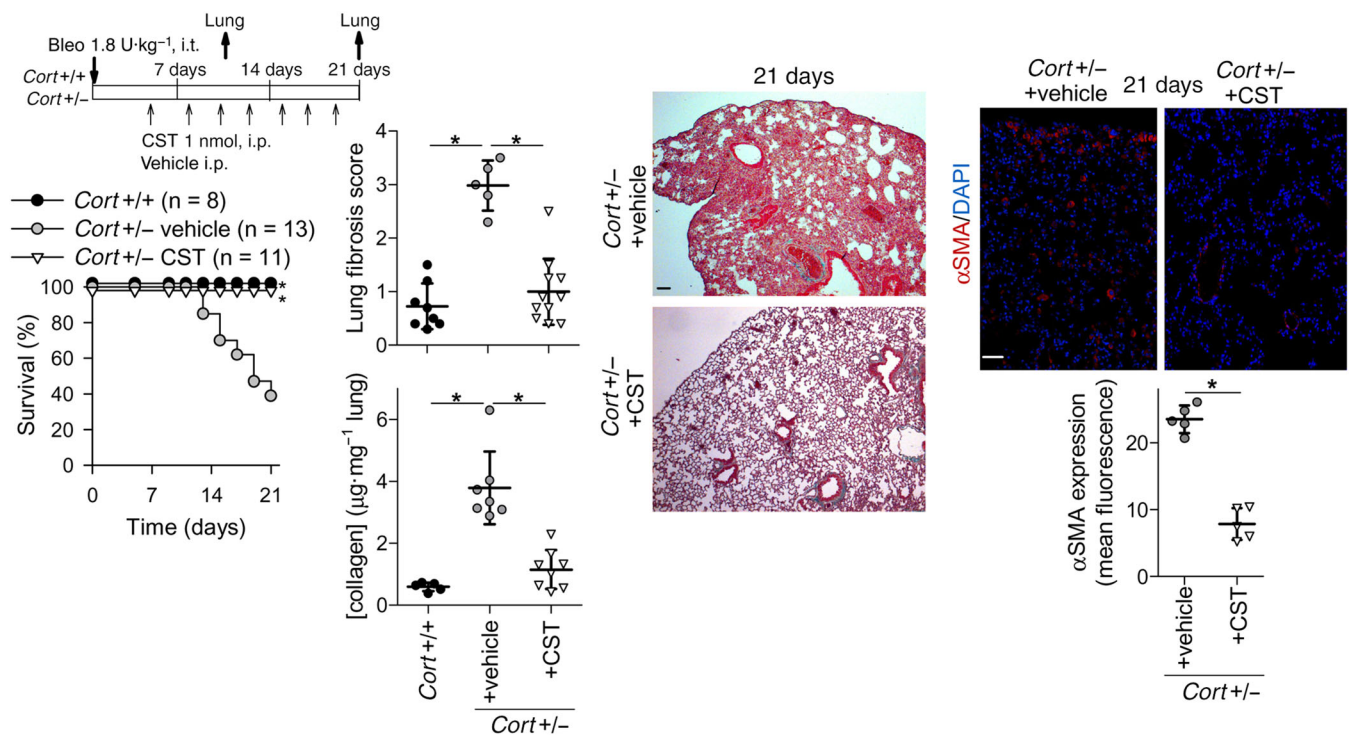 Lung
Lung
Bleo 1.8 U·kg⁻¹, i.t.
Cort+/+
7 days
14 days
21 days
Cort+/–
CST 1 nmol, i.p.
Vehicle i.p.
Cort+/+ (n = 8)
Cort+/– vehicle (n = 13)
Cort+/– CST (n = 11)
100
80
60
40
20
0
*
*
Survival (%)
0
7
14
21
Time (days)
4
3
2
1
0
*
*
Lung fibrosis score
6
4
2
0
*
*
[collagen] (μg·mg⁻¹ lung)
Cort+/+
+vehicle
+CST
Cort+/–
21 days
Cort+/–
+vehicle
Cort+/–
+CST
Cort+/–
+vehicle
21 days
Cort+/–
+CST
αSMA/DAPI
*
20
10
0
αSMA expression
(mean fluorescence)
+vehicle
+CST
Cort+/–